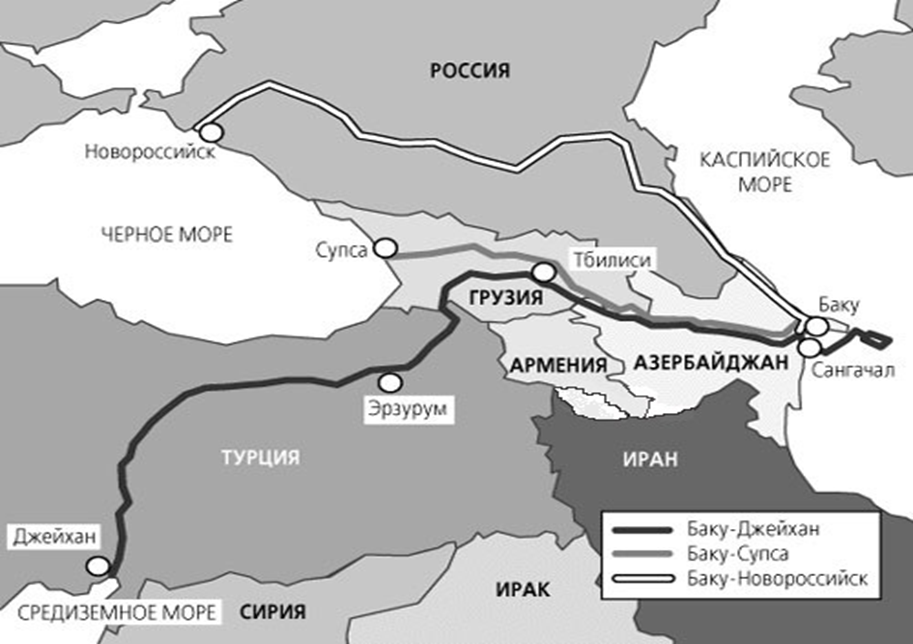 РОССИЯ
Новороссийск
КАСПИЙСКОЕ
МОРЕ
ЧЕРНОЕ МОРЕ
Супса
Тбилиси
ГРУЗИЯ
Баку
АРМЕНИЯ
АЗЕРБАЙДЖАН
Сангачал
Эрзурум
ТУРЦИЯ
ИРАН
Джейхан
СРЕДИЗЕМНОЕ МОРЕ
СИРИЯ
ИРАК
Баку-Джейхан
Баку-Супса
Баку-Новороссийск